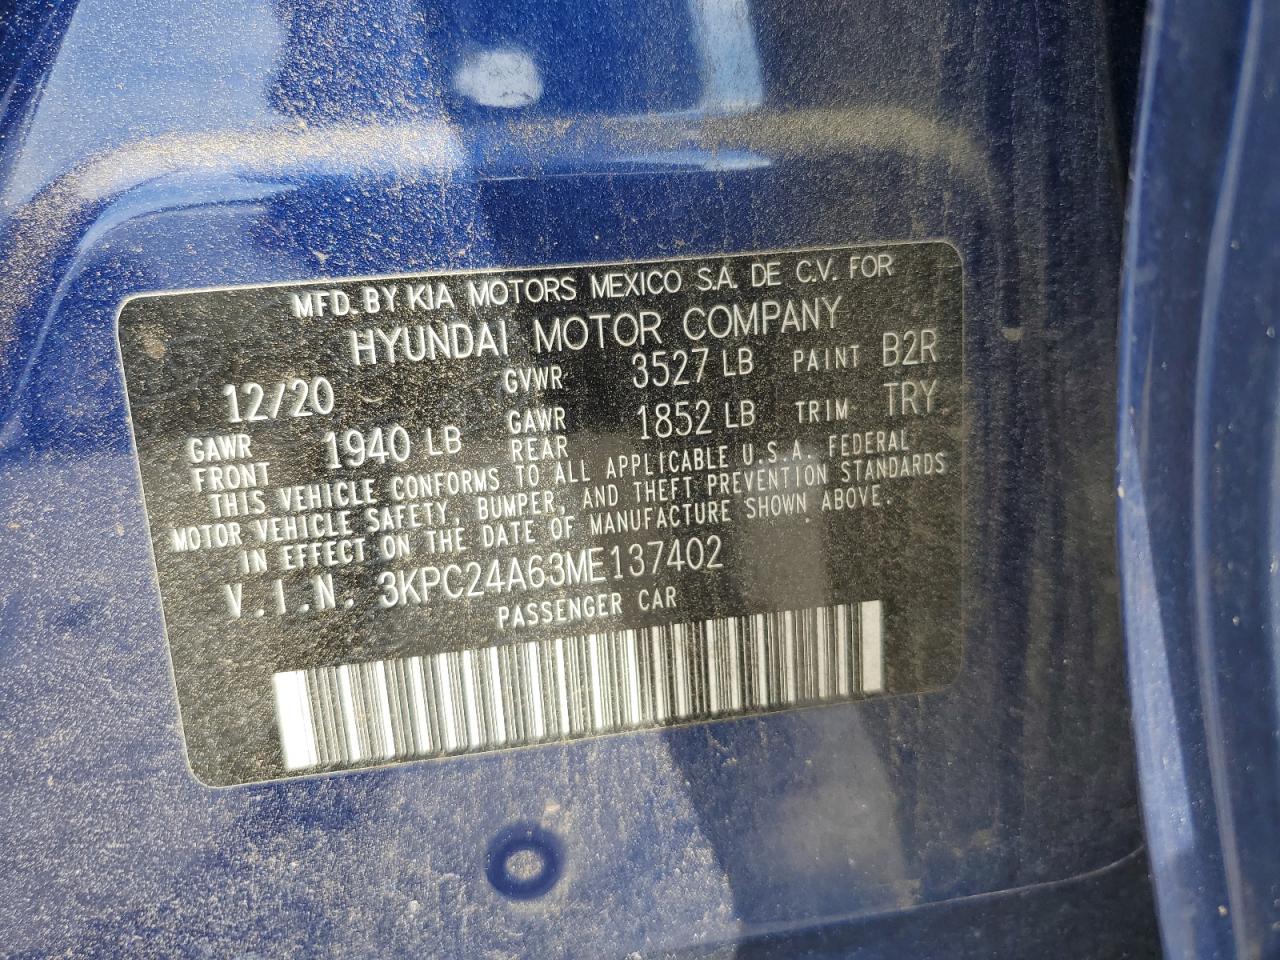 MFD. BY KIA MOTORS MEXICO S.A. DE C.V. FOR
HYUNDAI MOTOR COMPANY
12/20 GVWR 3527 LB PAINT B2R
GAWR FRONT 1940 LB GAWR REAR 1852 LB TRIM TRY
THIS VEHICLE CONFORMS TO ALL APPLICABLE U.S.A. FEDERAL
MOTOR VEHICLE SAFETY, BUMPER, AND THEFT PREVENTION STANDARDS
IN EFFECT ON THE DATE OF MANUFACTURE SHOWN ABOVE.
V.I.N. 3KPC24A63ME137402
PASSENGER CAR